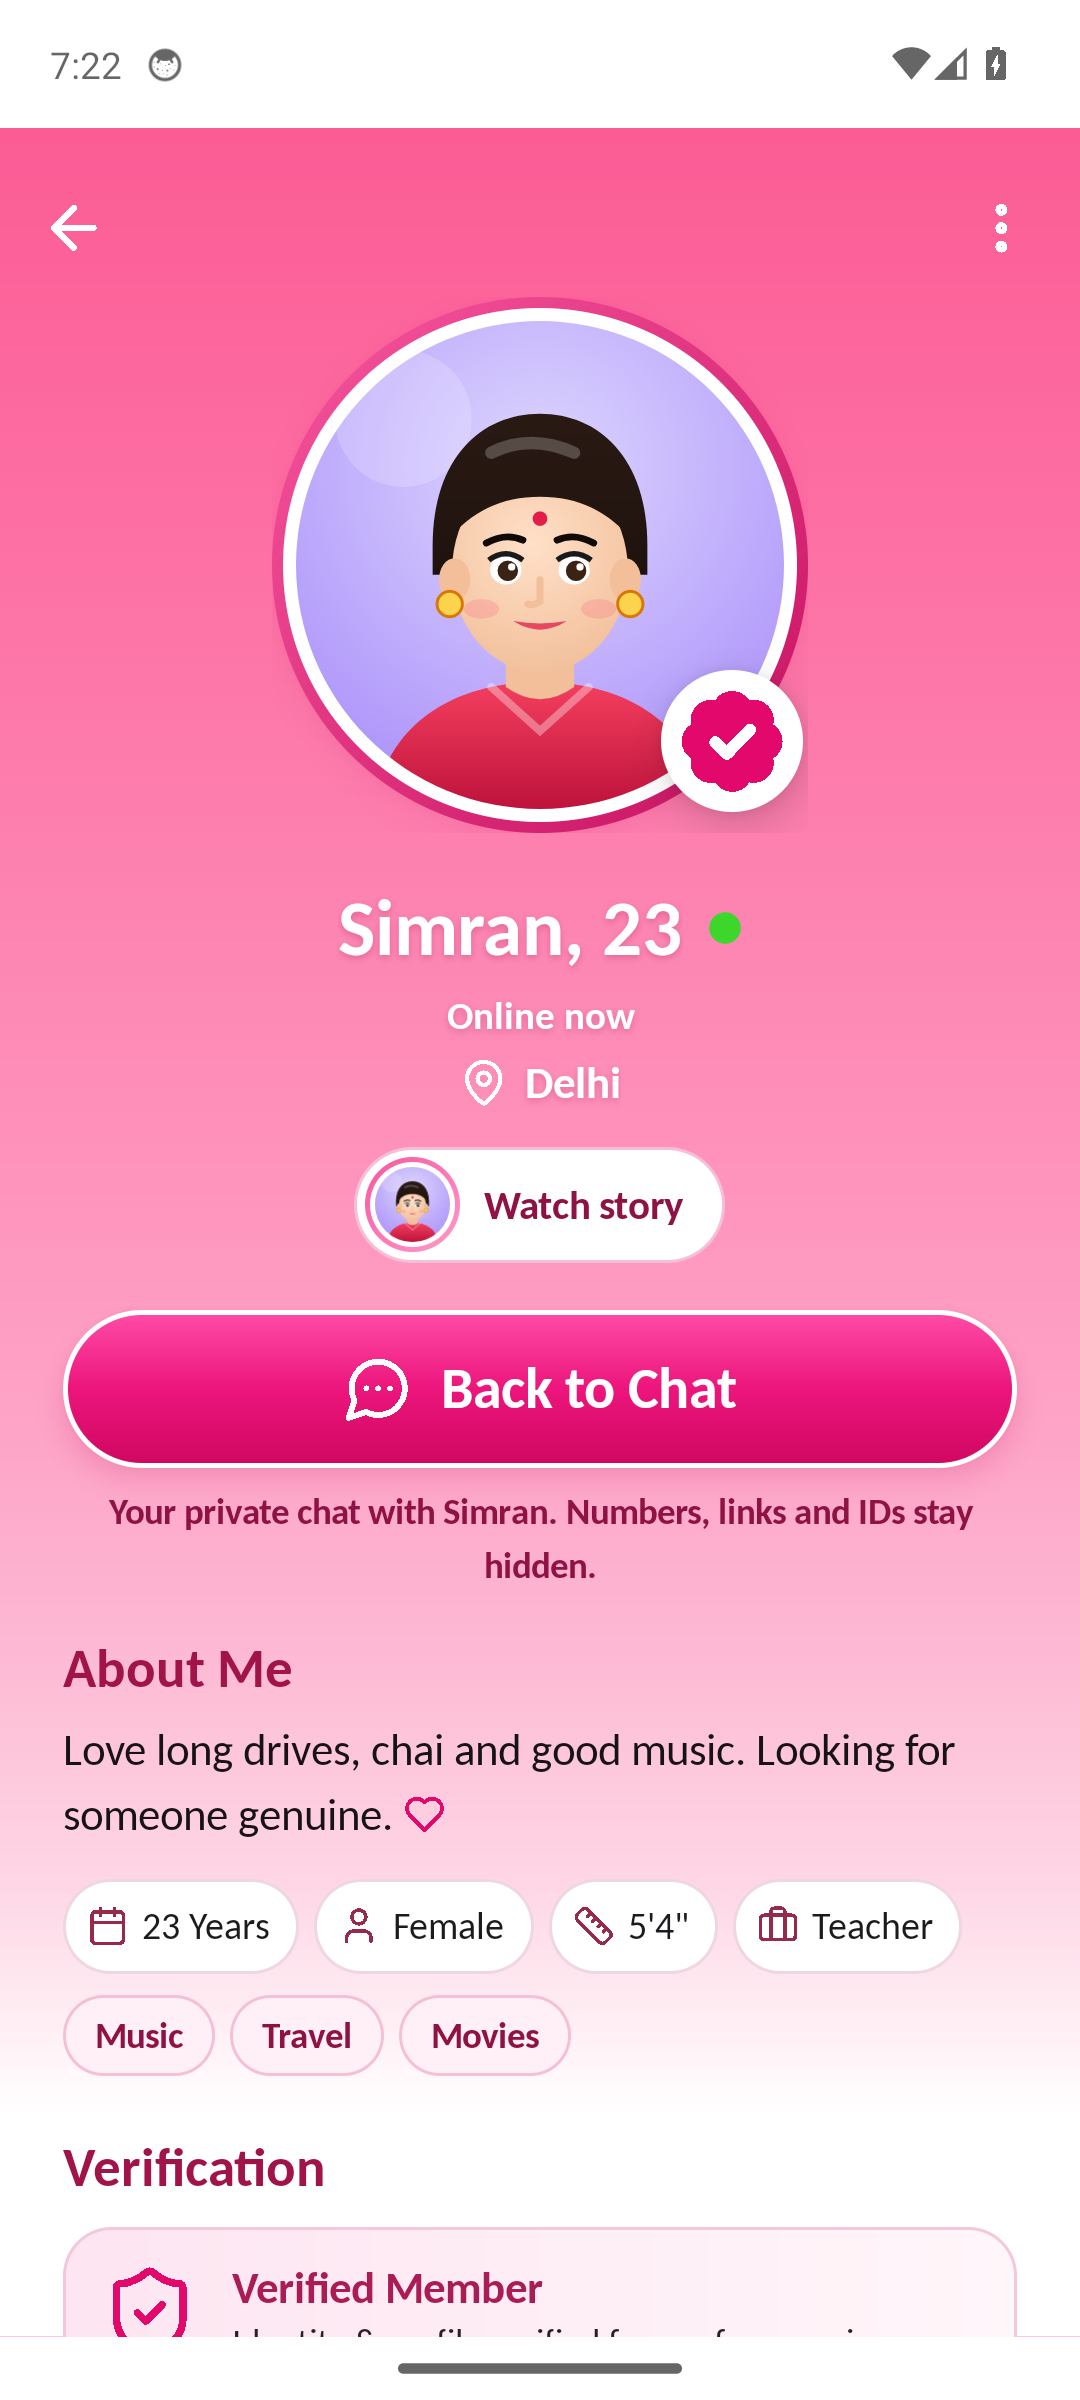 7:22
Simran, 23
Online now
Delhi
Watch story
Back to Chat
Your private chat with Simran. Numbers, links and IDs stay
hidden.
About Me
Love long drives, chai and good music. Looking for
someone genuine.
23 Years
Female
5'4"
Teacher
Music
Travel
Movies
Verification
Verified Member